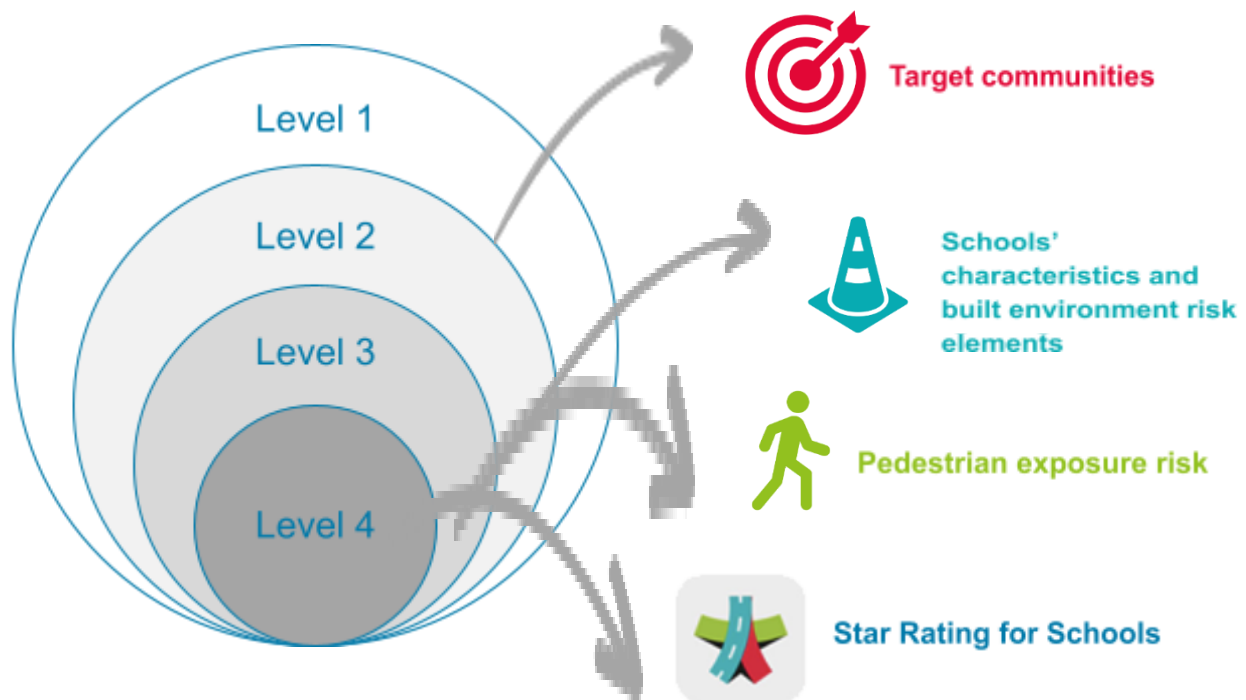 Level 1
Level 2
Level 3
Level 4
Target communities
Schools'
characteristics and
built environment risk
elements
Pedestrian exposure risk
Star Rating for Schools